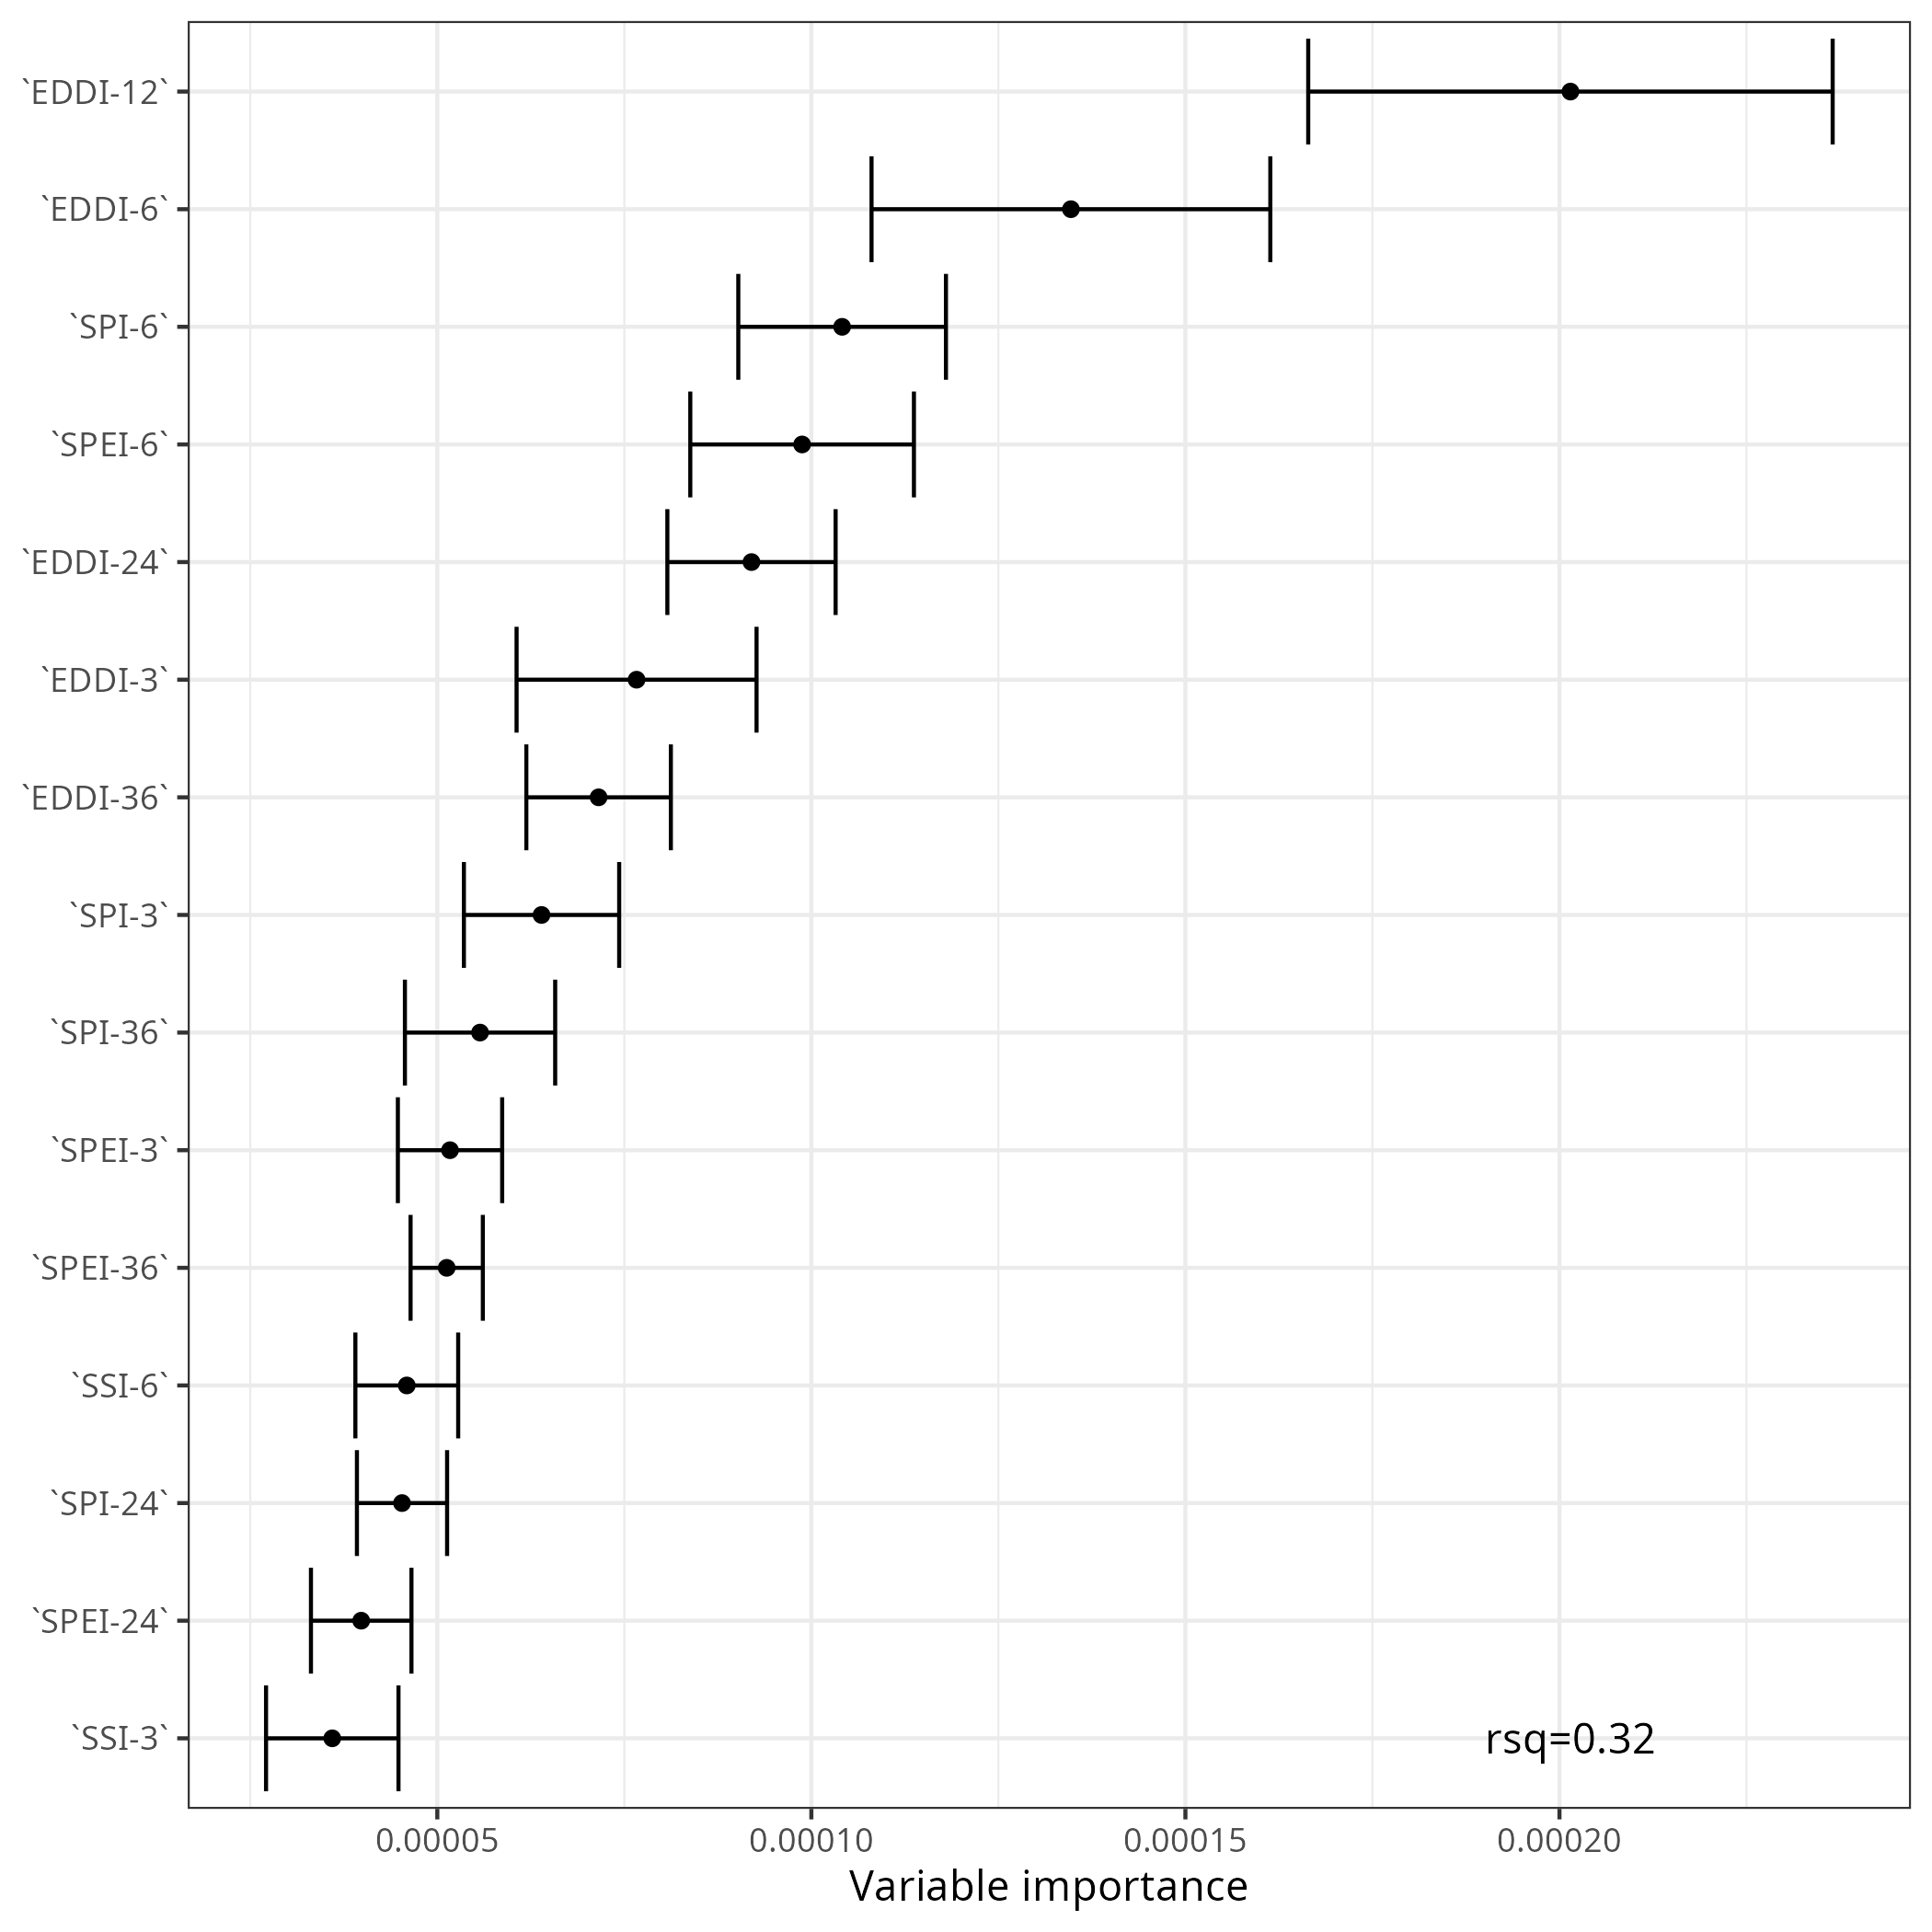 `EDDI-12`
`EDDI-6`
`SPI-6`
`SPEI-6`
`EDDI-24`
`EDDI-3`
`EDDI-36`
`SPI-3`
`SPI-36`
`SPEI-3`
`SPEI-36`
`SSI-6`
`SPI-24`
`SPEI-24`
`SSI-3`
rsq=0.32
0.00005 0.00010 0.00015 0.00020
Variable importance